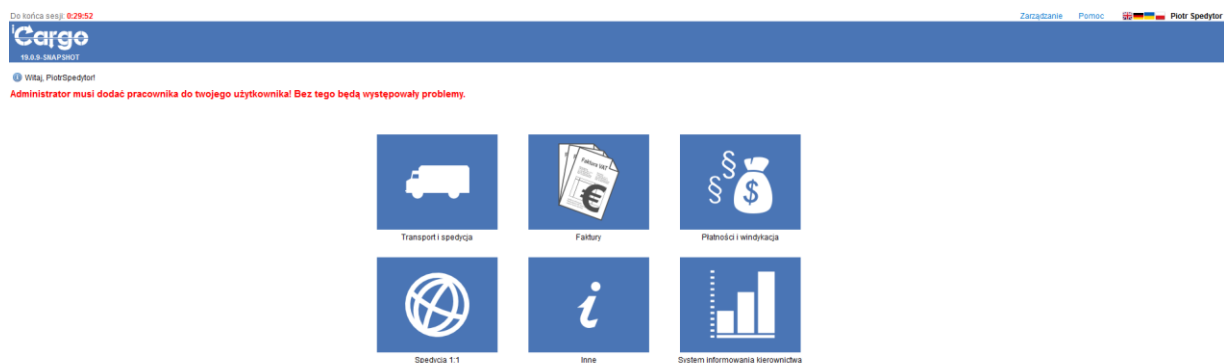 Do końca sesji: 0:29:52
Zarządzanie Pomoc Piotr Spedytor
iCargo
19.0.9-SNAPSHOT
Witaj, PiotrSpedytor!
Administrator musi dodać pracownika do twojego użytkownika! Bez tego będą występowały problemy.
Faktura VAT
Transport i spedycja
Faktury
Płatności i windykacja
Spedycja 1:1
Inne
System informowania kierownictwa